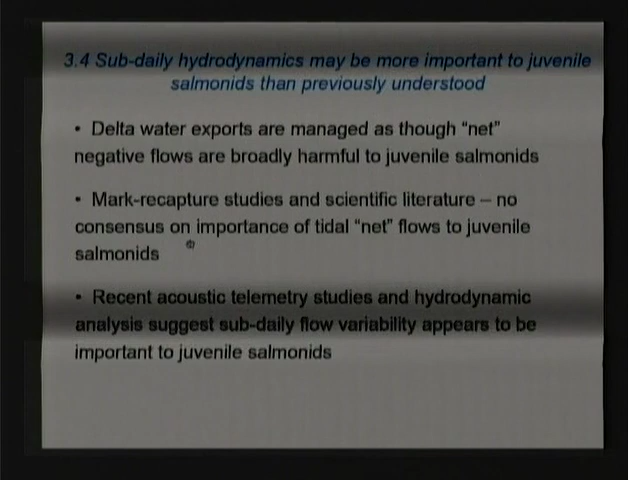 3.4 Sub-daily hydrodynamics may be more important to juvenile
salmonids than previously understood
• Delta water exports are managed as though “net”
negative flows are broadly harmful to juvenile salmonids
• Mark-recapture studies and scientific literature – no
consensus on importance of tidal “net” flows to juvenile
salmonids
• Recent acoustic telemetry studies and hydrodynamic
analysis suggest sub-daily flow variability appears to be
important to juvenile salmonids